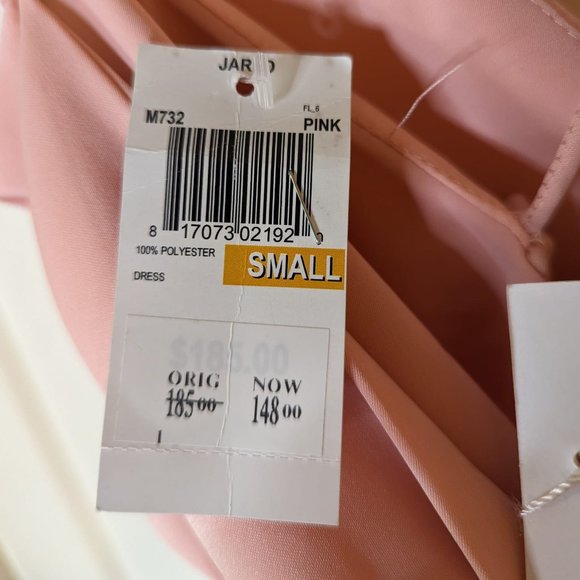 M732
FL_6
PINK
8 17073 02192
100% POLYESTER
SMALL
DRESS
$185.00
ORIG NOW
185 00 148 00